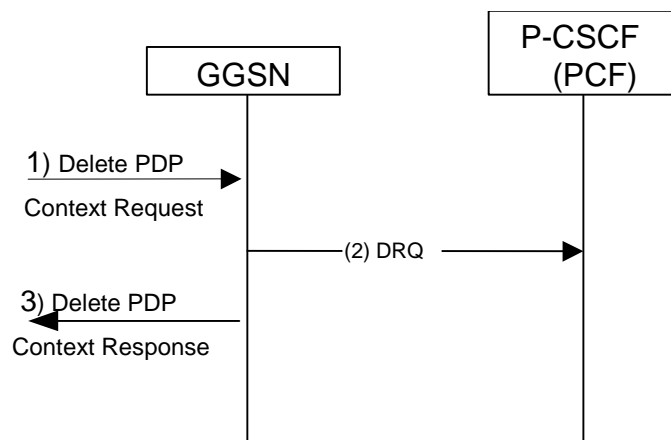 GGSN
P-CSCF
(PCF)
1) Delete PDP
Context Request
(2) DRQ
3) Delete PDP
Context Response